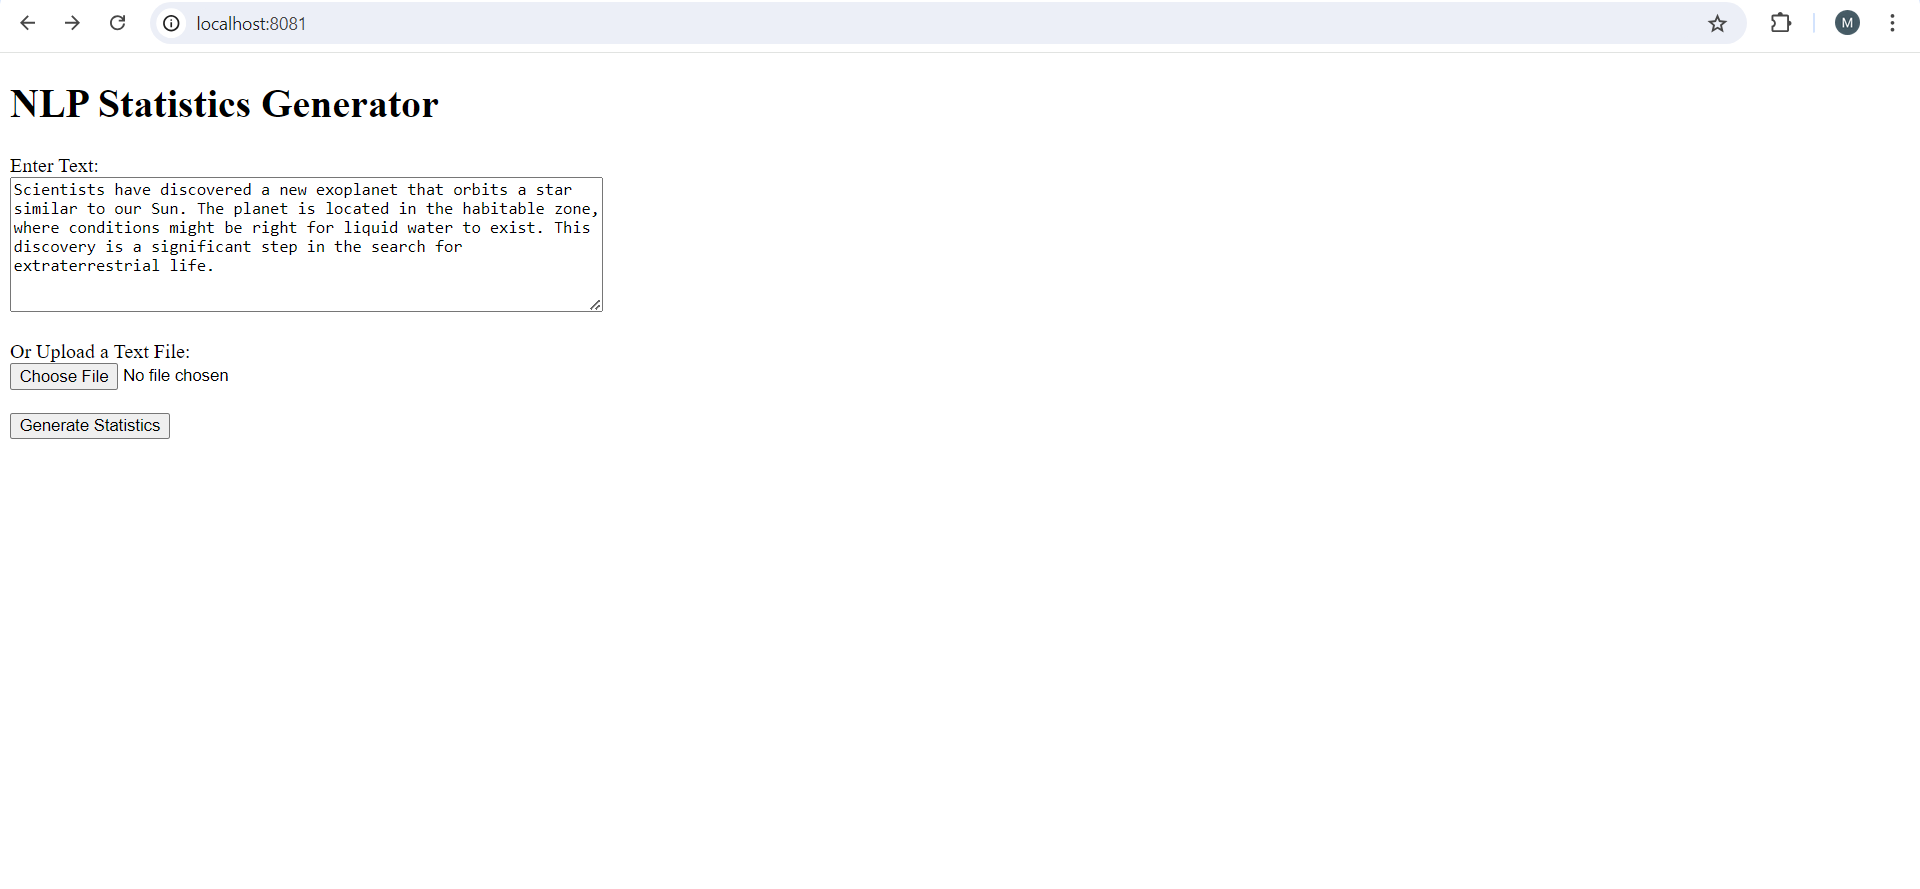 localhost:8081
M
NLP Statistics Generator
Enter Text:
Scientists have discovered a new exoplanet that orbits a star
similar to our Sun. The planet is located in the habitable zone,
where conditions might be right for liquid water to exist. This
discovery is a significant step in the search for
extraterrestrial life.
Or Upload a Text File:
Choose File No file chosen
Generate Statistics